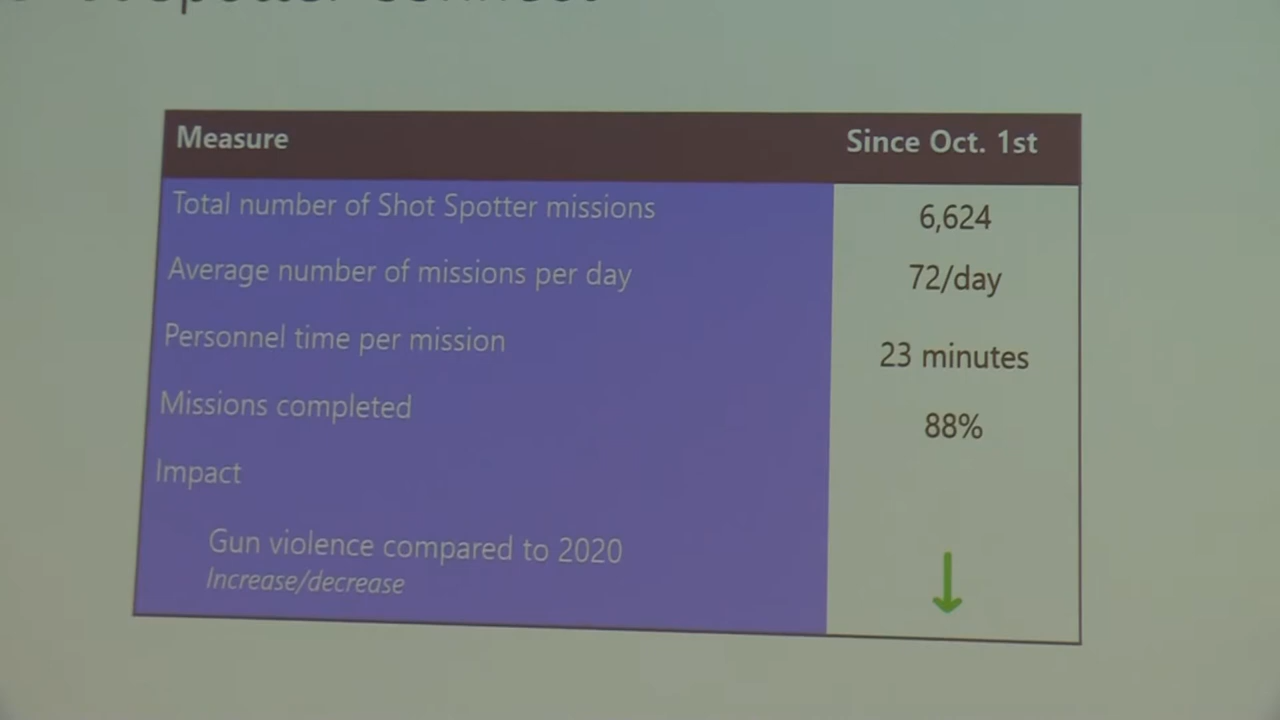 Measure Since Oct. 1st
Total number of Shot Spotter missions 6,624
Average number of missions per day 72/day
Personnel time per mission 23 minutes
Missions completed 88%
Impact
Gun violence compared to 2020
Increase/decrease